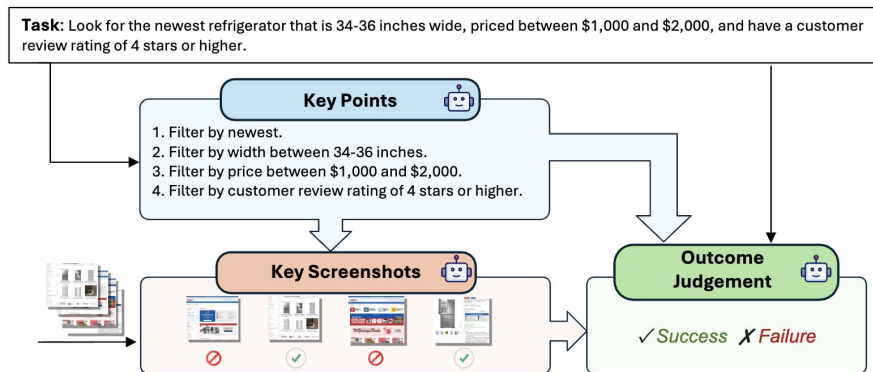 Task: Look for the newest refrigerator that is 34-36 inches wide, priced between $1,000 and $2,000, and have a customer
review rating of 4 stars or higher.
Key Points
1. Filter by newest.
2. Filter by width between 34-36 inches.
3. Filter by price between $1,000 and $2,000.
4. Filter by customer review rating of 4 stars or higher.
Key Screenshots
Outcome
Judgement
✓ Success ✗ Failure